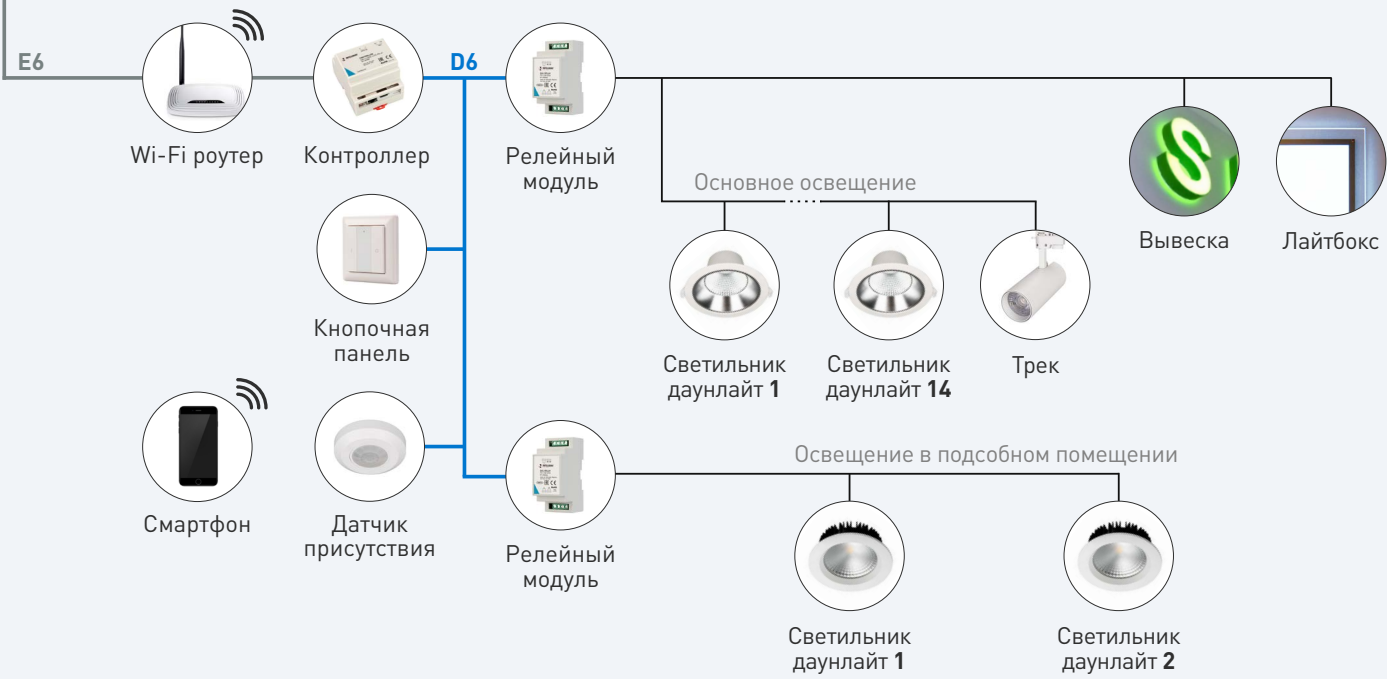 E6
D6
Wi-Fi роутер
Контроллер
Релейный
модуль
Основное освещение
Вывеска
Лайтбокс
Кнопочная
панель
Светильник
даунлайт 1
Светильник
даунлайт 14
Трек
Освещение в подсобном помещении
Смартфон
Датчик
присутствия
Релейный
модуль
Светильник
даунлайт 1
Светильник
даунлайт 2